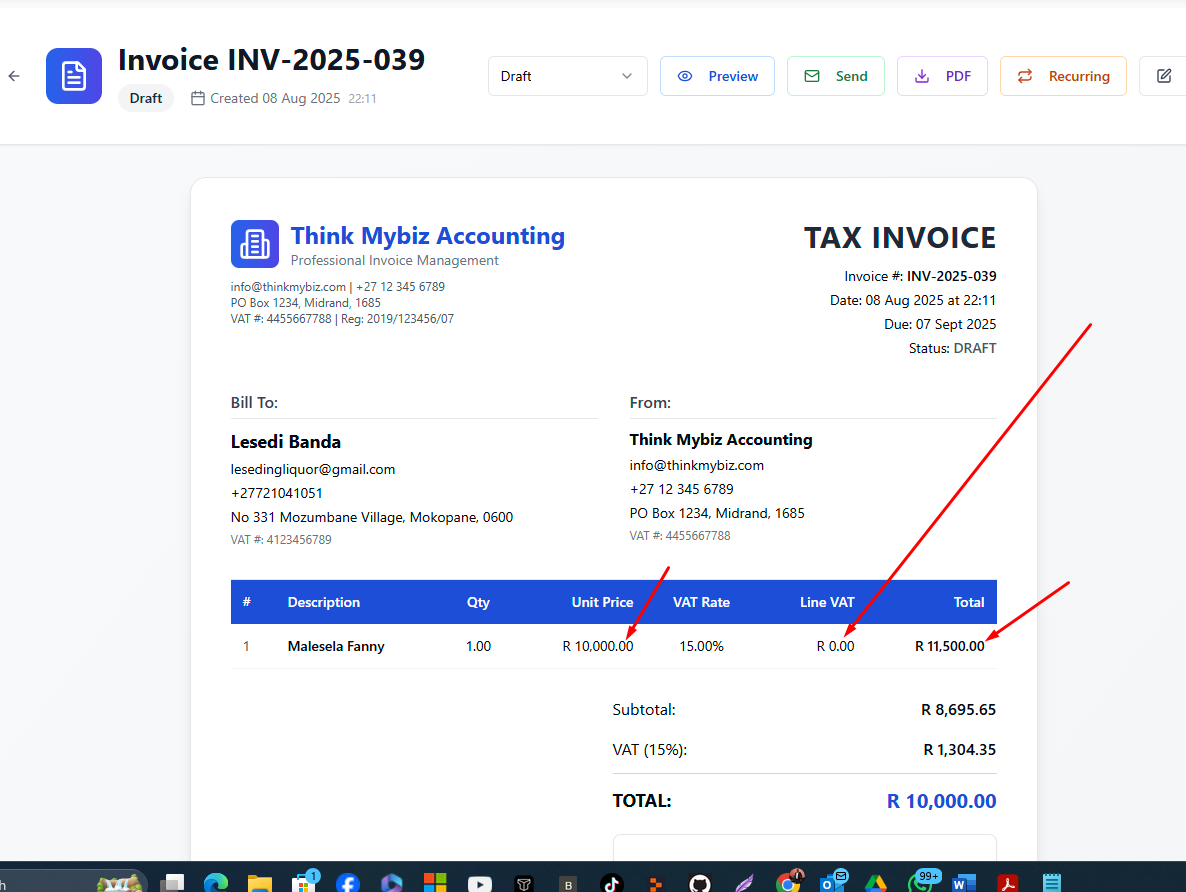 Invoice INV-2025-039
Draft
Created 08 Aug 2025 22:11
Draft
Preview
Send
PDF
Recurring
Think Mybiz Accounting
Professional Invoice Management
info@thinkmybiz.com | +27 12 345 6789
PO Box 1234, Midrand, 1685
VAT #: 4455667788 | Reg: 2019/123456/07
TAX INVOICE
Invoice #: INV-2025-039
Date: 08 Aug 2025 at 22:11
Due: 07 Sept 2025
Status: DRAFT
Bill To:
Lesedi Banda
lesedingliquor@gmail.com
+27721041051
No 331 Mozumbane Village, Mokopane, 0600
VAT #: 4123456789
From:
Think Mybiz Accounting
info@thinkmybiz.com
+27 12 345 6789
PO Box 1234, Midrand, 1685
VAT #: 4455667788
# Description Qty Unit Price VAT Rate Line VAT Total
1 Malesela Fanny 1.00 R 10,000.00 15.00% R 0.00 R 11,500.00
Subtotal: R 8,695.65
VAT (15%): R 1,304.35
TOTAL: R 10,000.00
h
1
B
99+